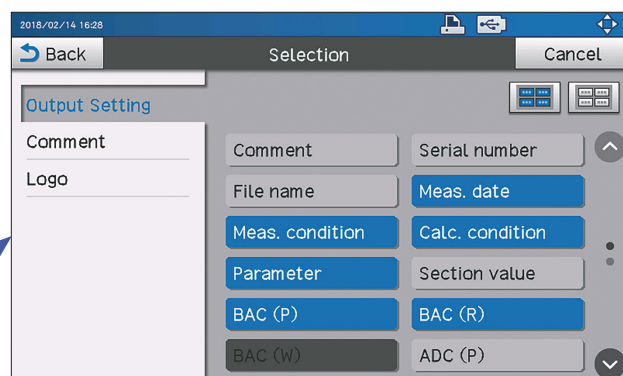 2018/02/14 16:28
Back
Selection
Cancel
Output Setting
Comment
Logo
Comment
Serial number
File name
Meas. date
Meas. condition
Calc. condition
Parameter
Section value
BAC (P)
BAC (R)
BAC (W)
ADC (P)